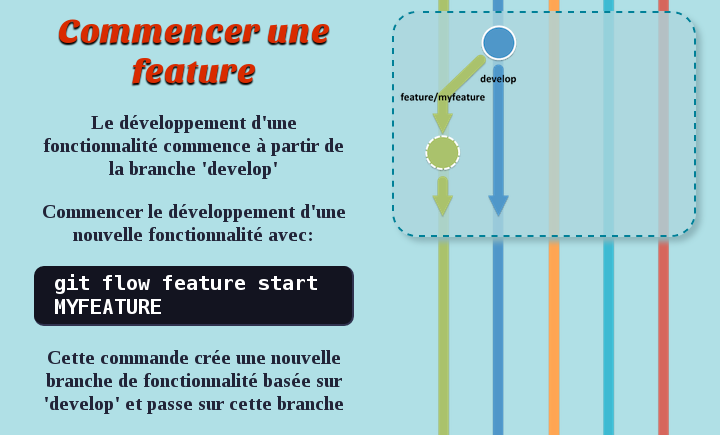 Commencer une
feature
Le développement d'une
fonctionnalité commence à partir de
la branche 'develop'
Commencer le développement d'une
nouvelle fonctionnalité avec:
git flow feature start
MYFEATURE
Cette commande crée une nouvelle
branche de fonctionnalité basée sur
'develop' et passe sur cette branche
develop
feature/myfeature